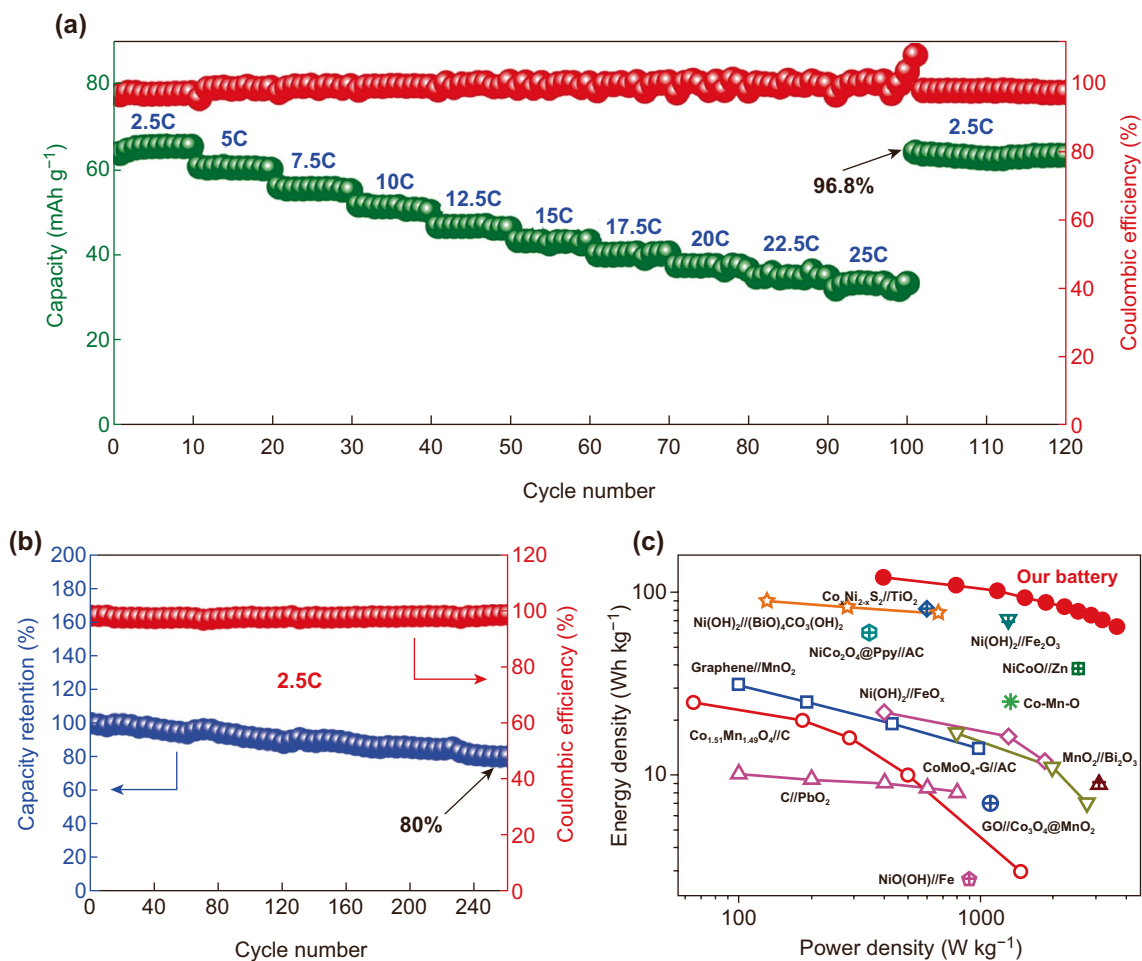 (a)
80
60
40
20
0
Capacity (mAh g⁻¹)
2.5C
5C
7.5C
10C
12.5C
15C
17.5C
20C
22.5C
25C
2.5C
96.8%
100
80
60
40
20
0
Coulombic efficiency (%)
0 10 20 30 40 50 60 70 80 90 100 110 120
Cycle number
(b)
200
180
160
140
120
100
80
60
40
20
0
Capacity retention (%)
2.5C
80%
120
100
80
60
40
20
0
Coulombic efficiency (%)
0 40 80 120 160 200 240
Cycle number
(c)
100
10
Energy density (Wh kg⁻¹)
Our battery
CoₓNi₂₋ₓS₂//TiO₂
Ni(OH)₂//(BiO)₄CO₃(OH)₂
Ni(OH)₂//Fe₂O₃
NiCo₂O₄@Ppy//AC
NiCoO//Zn
Graphene//MnO₂
Ni(OH)₂//FeOₓ
Co-Mn-O
Co₁.₅₁Mn₁.₄₉O₄//C
CoMoO₄-G//AC
MnO₂//Bi₂O₃
C//PbO₂
GO//Co₃O₄@MnO₂
NiO(OH)//Fe
100 1000
Power density (W kg⁻¹)